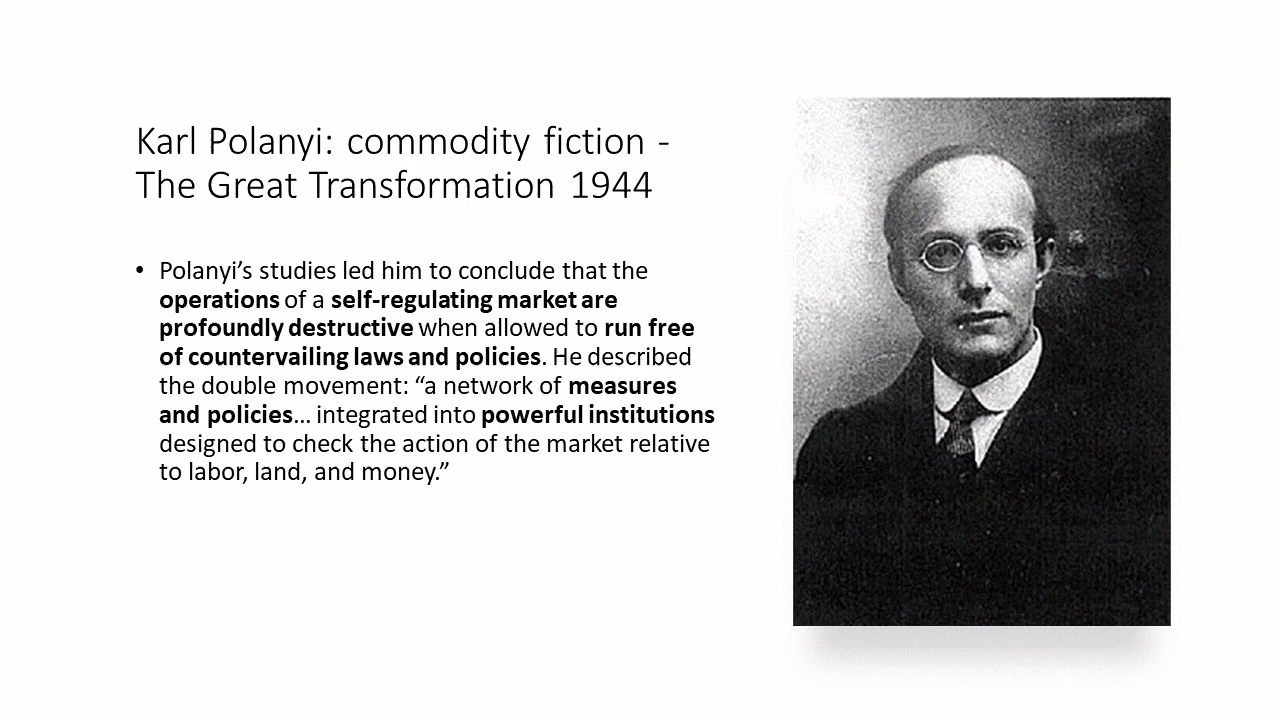 Karl Polanyi: commodity fiction -
The Great Transformation 1944
• Polanyi’s studies led him to conclude that the
operations of a self-regulating market are
profoundly destructive when allowed to run free
of countervailing laws and policies. He described
the double movement: “a network of measures
and policies… integrated into powerful institutions
designed to check the action of the market relative
to labor, land, and money.”